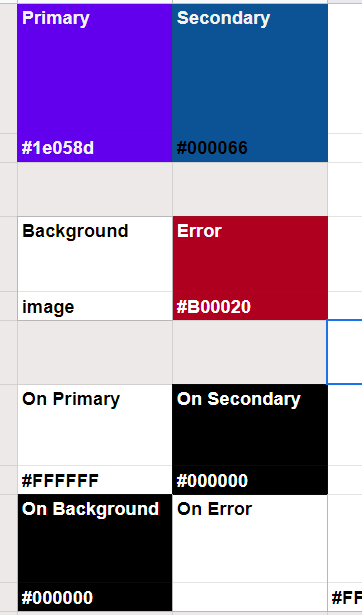 Primary Secondary
#1e058d #000066
Background Error
image #B00020
On Primary On Secondary
#FFFFFF #000000
On Background On Error
#000000 #FF